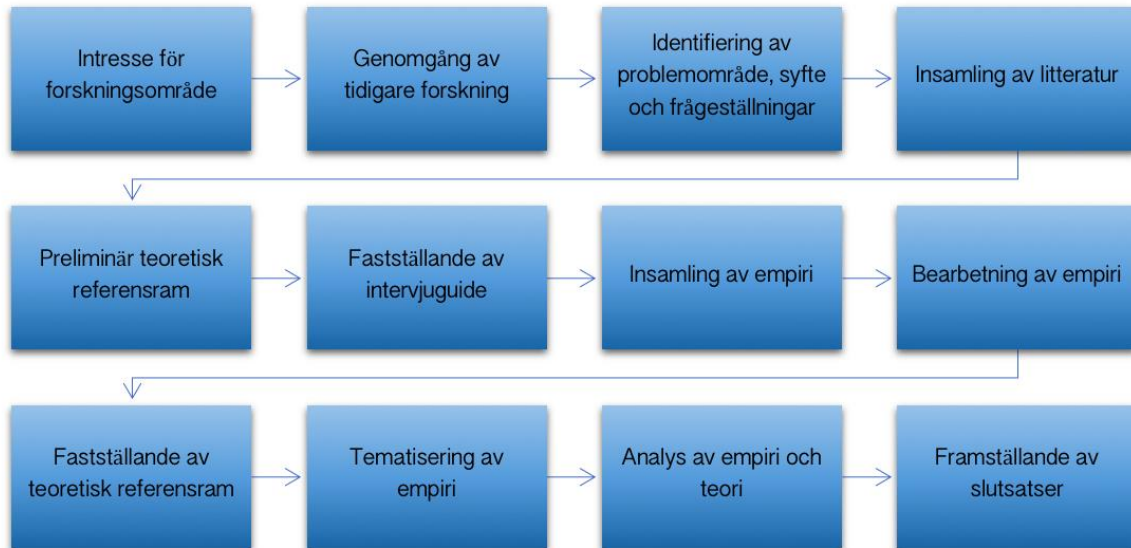 Intresse för
forskningsområde
Genomgång av
tidigare forskning
Identifiering av
problemområde, syfte
och frågeställningar
Insamling av litteratur
Preliminär teoretisk
referensram
Fastställande av
intervjuguide
Insamling av empiri
Bearbetning av empiri
Fastställande av
teoretisk referensram
Tematisering av
empiri
Analys av empiri och
teori
Framställande av
slutsatser